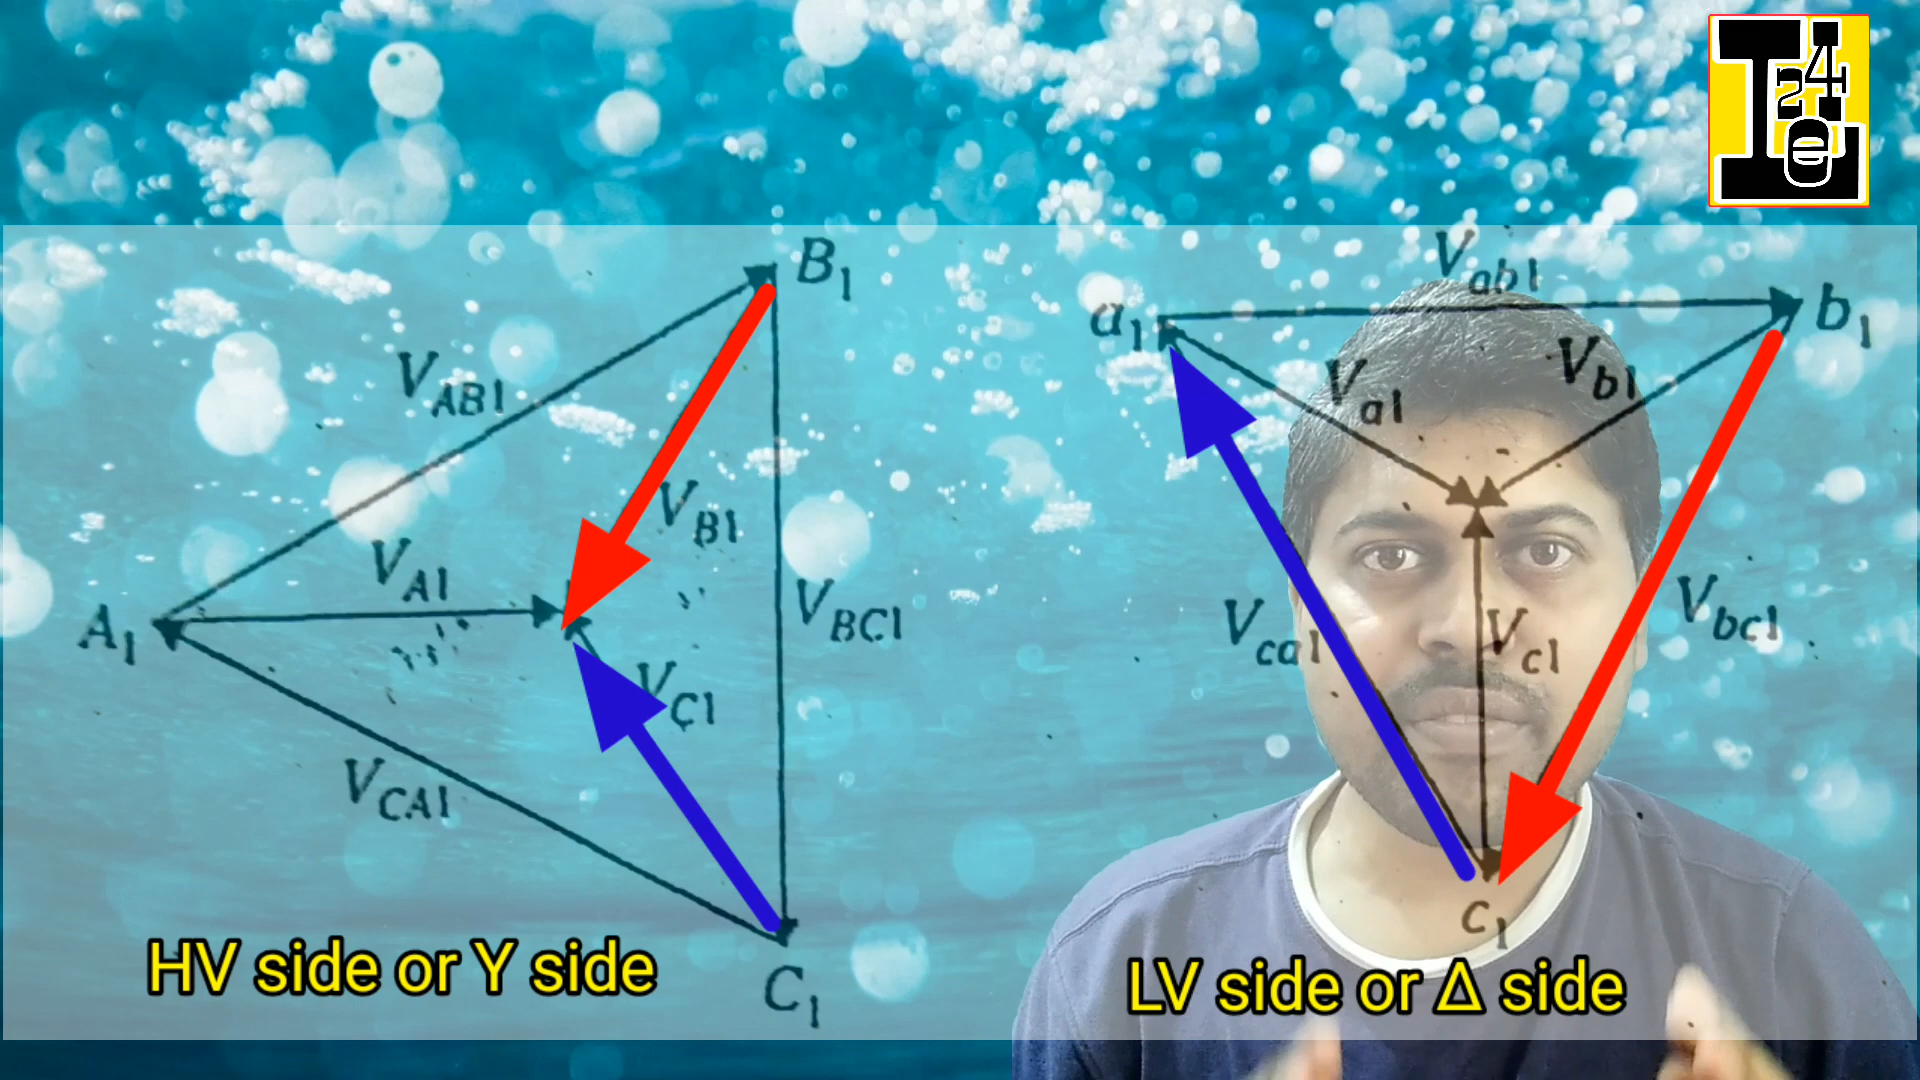 L24e
B1
Vab1
a1
b1
VAB1
Va1
Vb1
VB1
VA1
A1
VBC1
Vca1
Vc1
Vbc1
VC1
VCA1
c1
HV side or Y side
C1
LV side or Δ side